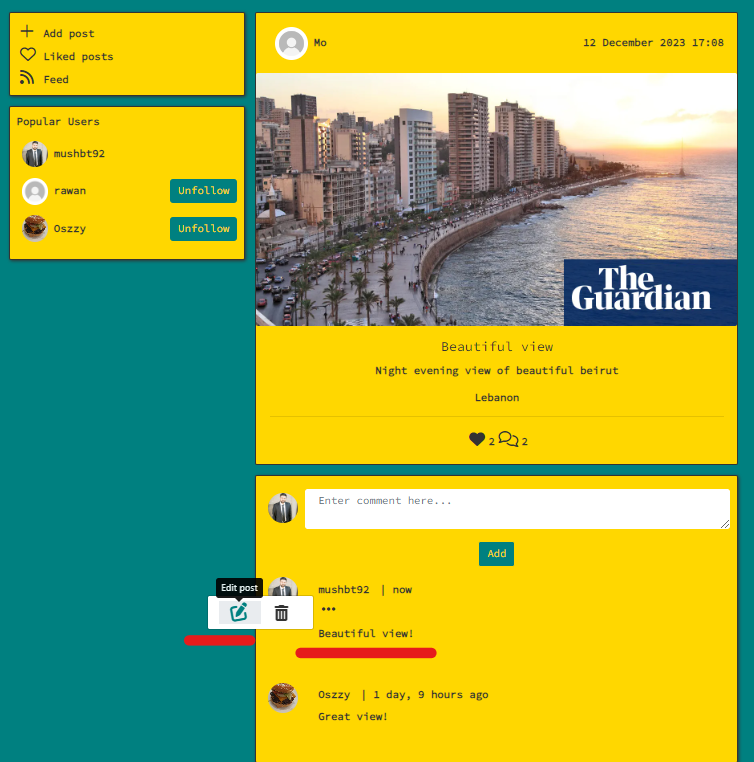 Add post
Liked posts
Feed
Popular Users
mushbt92
rawan Unfollow
Oszzy Unfollow
Mo 12 December 2023 17:08
The
Guardian
Beautiful view
Night evening view of beautiful beirut
Lebanon
2 2
Enter comment here...
Add
Edit post
mushbt92 | now
Beautiful view!
Oszzy | 1 day, 9 hours ago
Great view!